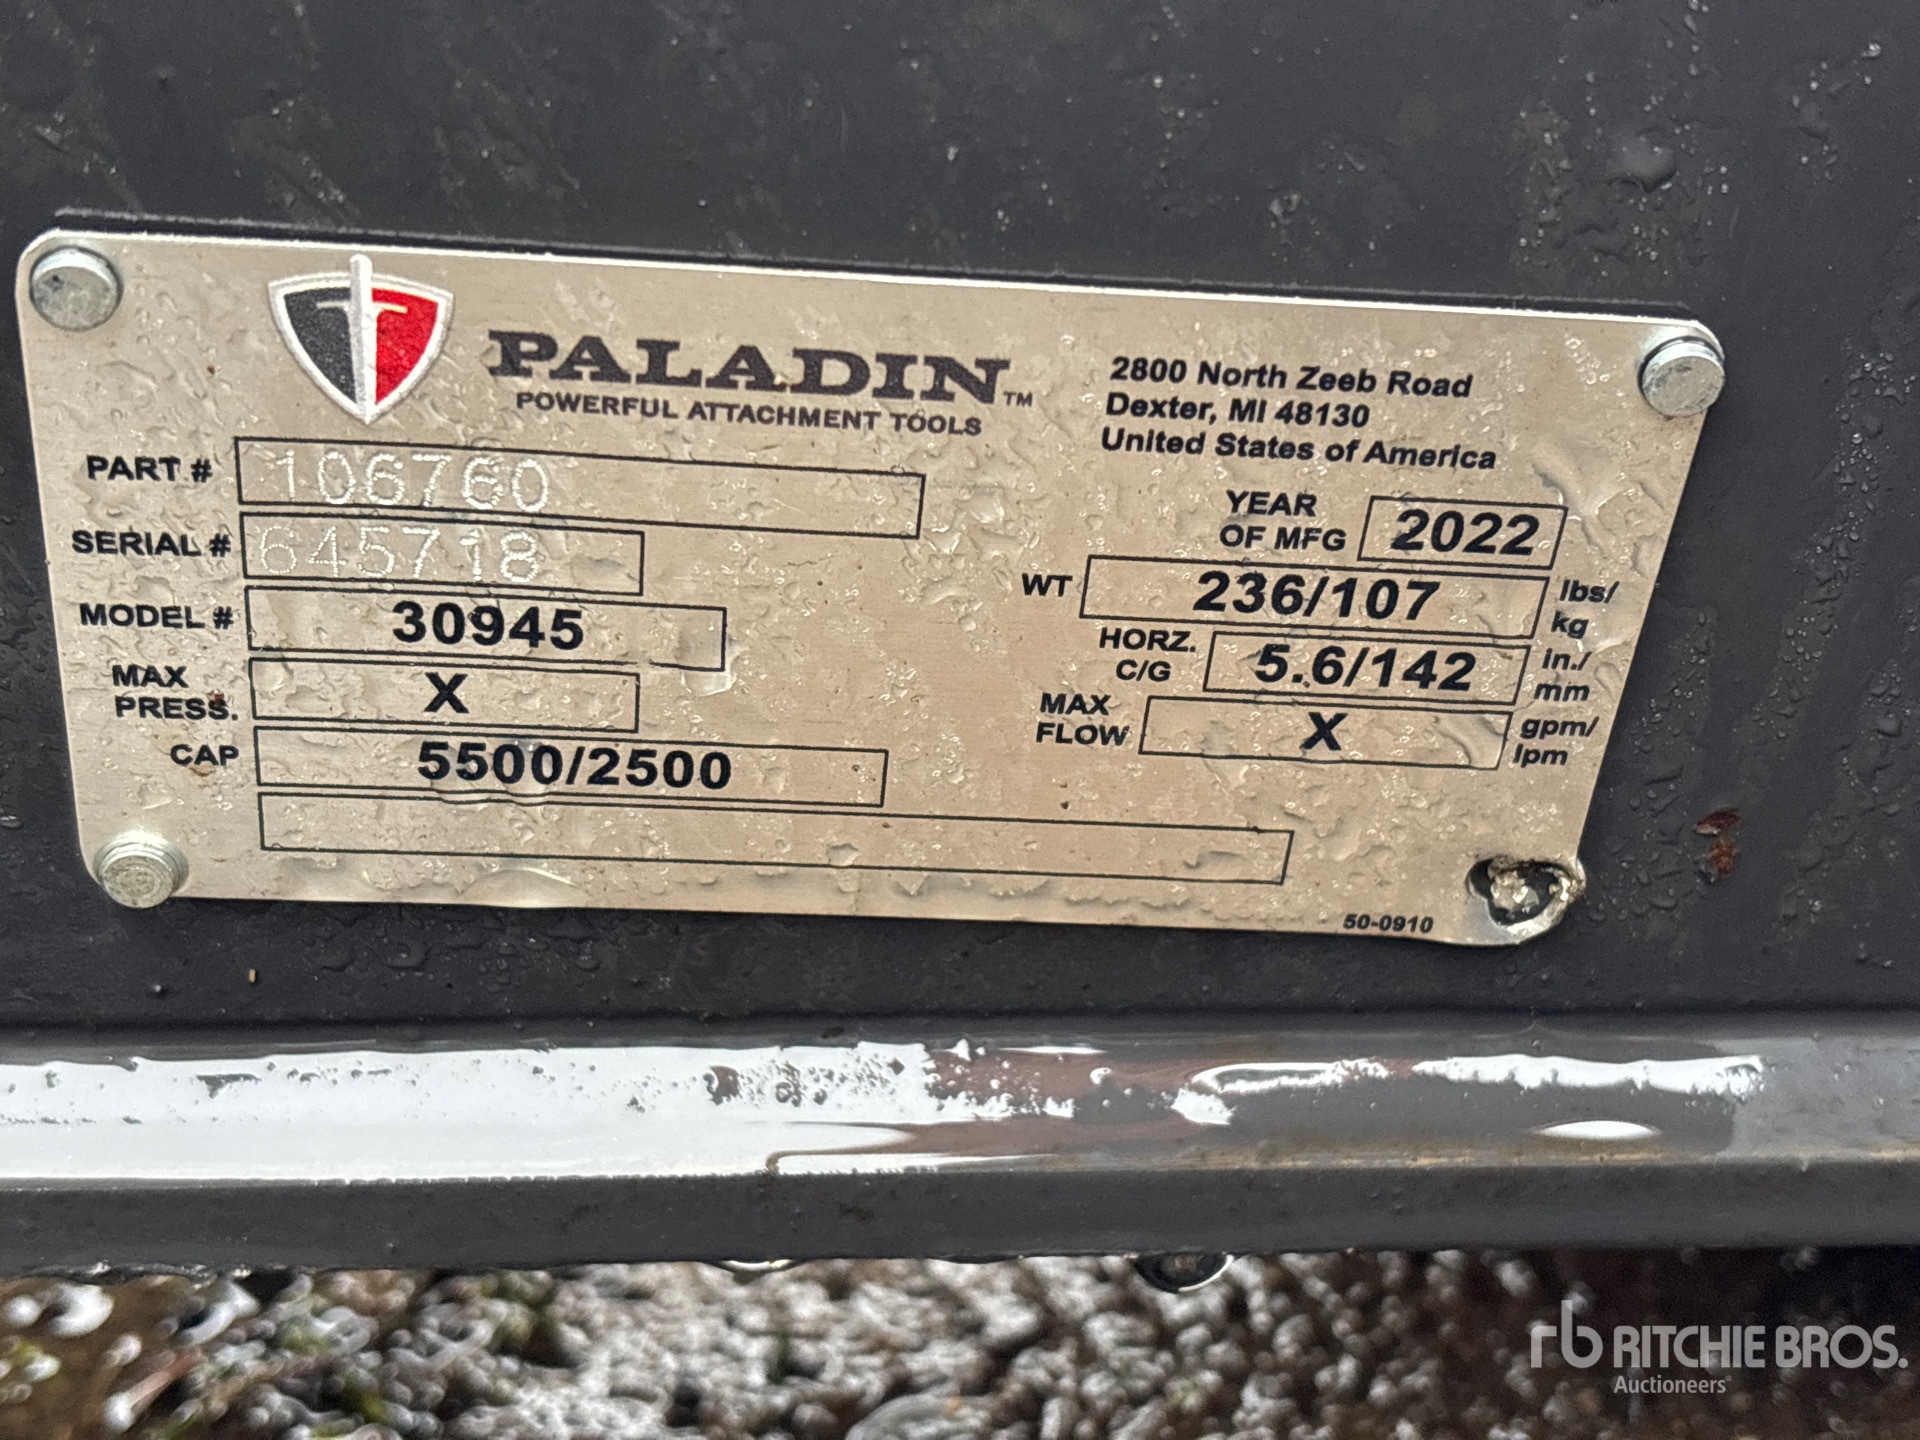 PALADIN™
POWERFUL ATTACHMENT TOOLS
2800 North Zeeb Road
Dexter, MI 48130
United States of America
PART # 106760
SERIAL # 645718
MODEL # 30945
MAX
PRESS. X
CAP 5500/2500
YEAR
OF MFG 2022
WT 236/107 lbs/
kg
HORZ.
C/G 5.6/142 in./
mm
MAX
FLOW X gpm/
lpm
50-0910
rb RITCHIE BROS.
Auctioneers